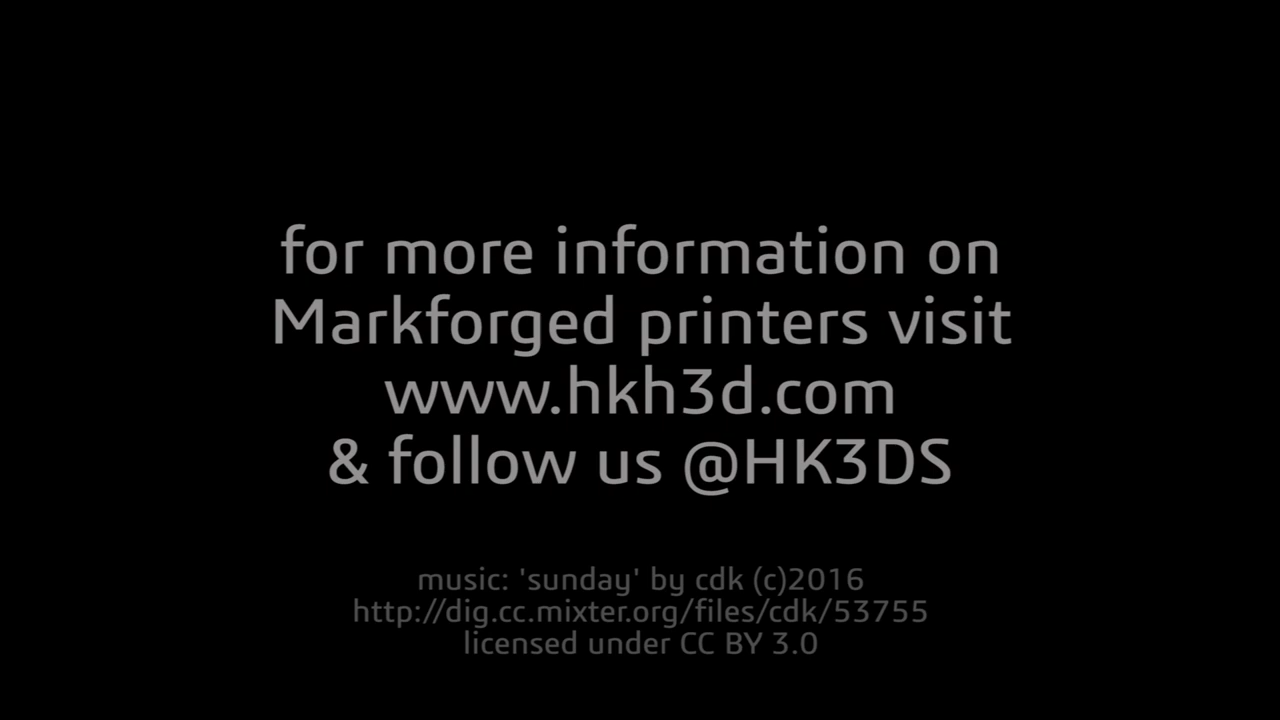 for more information on
Markforged printers visit
www.hkh3d.com
& follow us @HK3DS
music: 'sunday' by cdk (c)2016
http://dig.cc.mixter.org/files/cdk/53755
licensed under CC BY 3.0